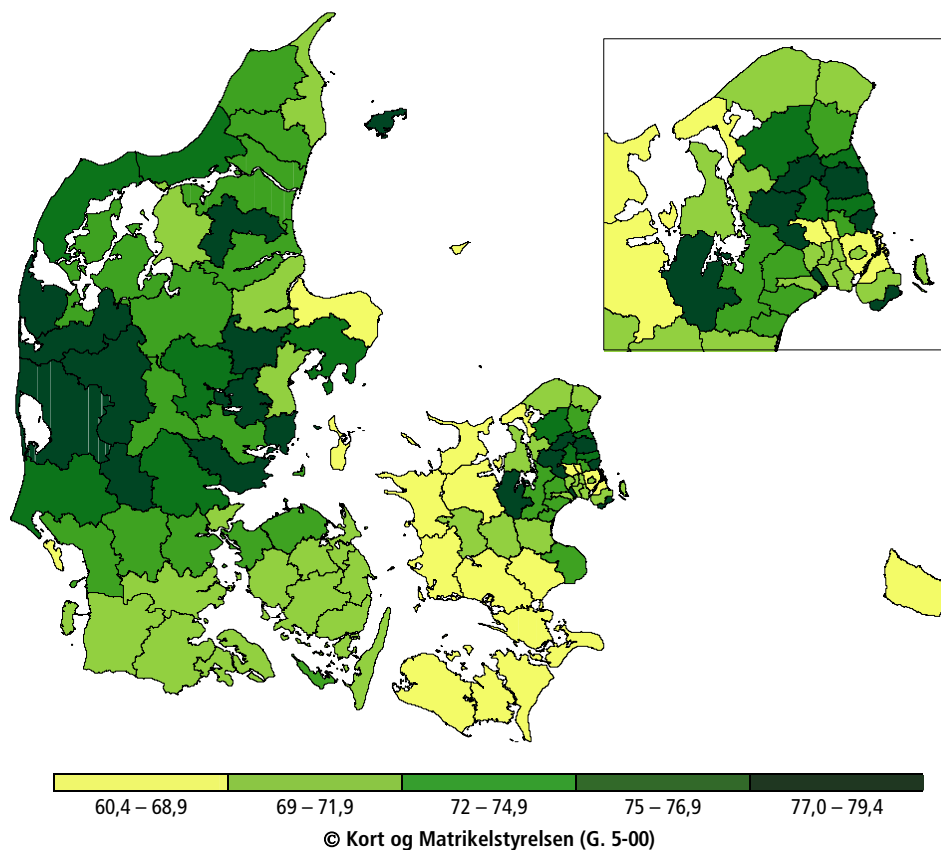 60,4 – 68,9 69 – 71,9 72 – 74,9 75 – 76,9 77,0 – 79,4
© Kort og Matrikelstyrelsen (G. 5-00)